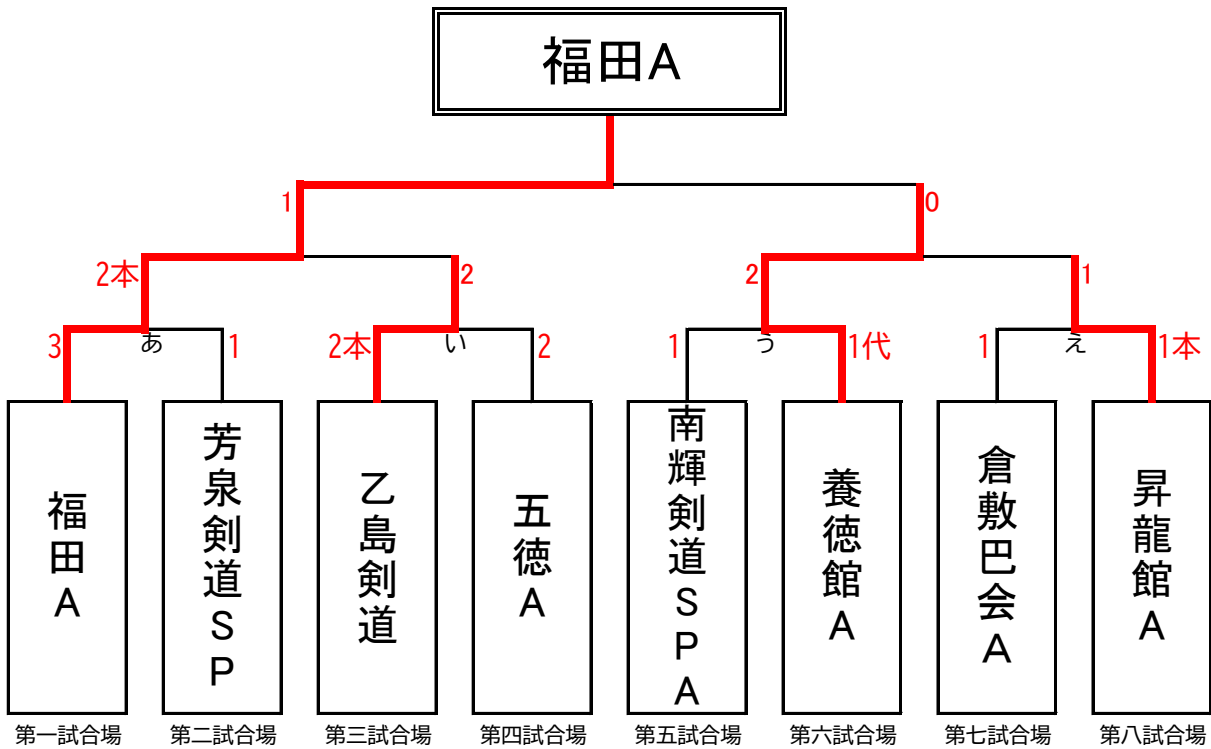 福田A
1
0
2本
2
2
1
3
あ
1
2本
い
2
1
う
1代
1
え
1本
福田A
芳泉剣道SP
乙島剣道
五徳A
南輝剣道SPA
養徳館A
倉敷巴会A
昇龍館A
第一試合場
第二試合場
第三試合場
第四試合場
第五試合場
第六試合場
第七試合場
第八試合場